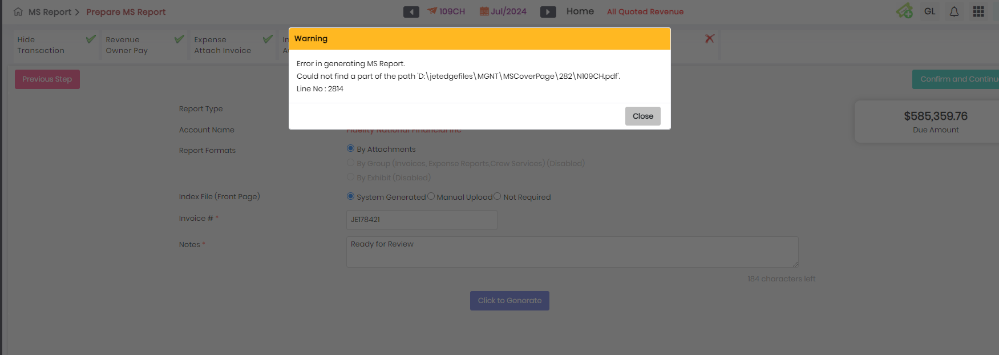 MS Report > Prepare MS Report
109CH Jul/2024 Home All Quoted Revenue GL
Warning
Error in generating MS Report.
Could not find a part of the path 'D:\jetedgefiles\MGNT\MSCoverPage\282\N109CH.pdf'.
Line No : 2814
Close
Hide Transaction
Revenue Owner Pay
Expense Attach Invoice
Previous Step
Confirm and Continue
$585,359.76
Due Amount
Report Type
Account Name Fidelity National Financial Inc
Report Formats By Attachments
By Group (Invoices, Expense Reports,Crew Services) (Disabled)
By Exhibit (Disabled)
Index File (Front Page) System Generated Manual Upload Not Required
Invoice # * JE178421
Notes * Ready for Review
184 characters left
Click to Generate